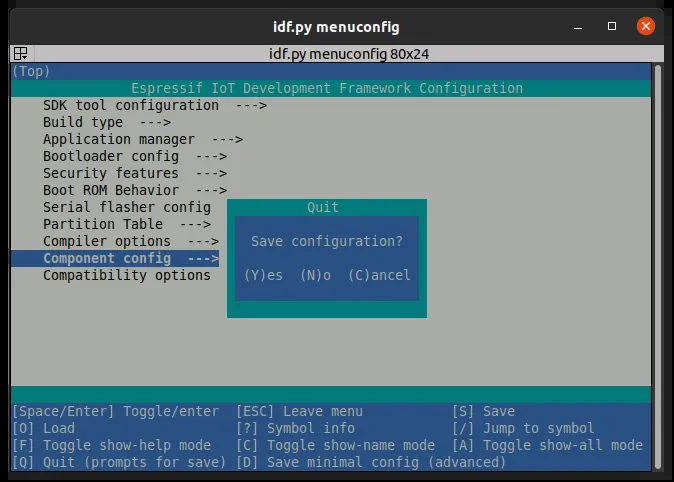 idf.py menuconfig
idf.py menuconfig 80x24
(Top)
Espressif IoT Development Framework Configuration
SDK tool configuration  --->
Build type  --->
Application manager  --->
Bootloader config  --->
Security features  --->
Boot ROM Behavior  --->
Serial flasher config
Partition Table  --->
Compiler options  --->
Component config  --->
Compatibility options
Quit
Save configuration?
(Y)es  (N)o  (C)ancel
[Space/Enter] Toggle/enter  [ESC] Leave menu  [S] Save
[O] Load  [?] Symbol info  [/] Jump to symbol
[F] Toggle show-help mode  [C] Toggle show-name mode  [A] Toggle show-all mode
[Q] Quit (prompts for save)  [D] Save minimal config (advanced)